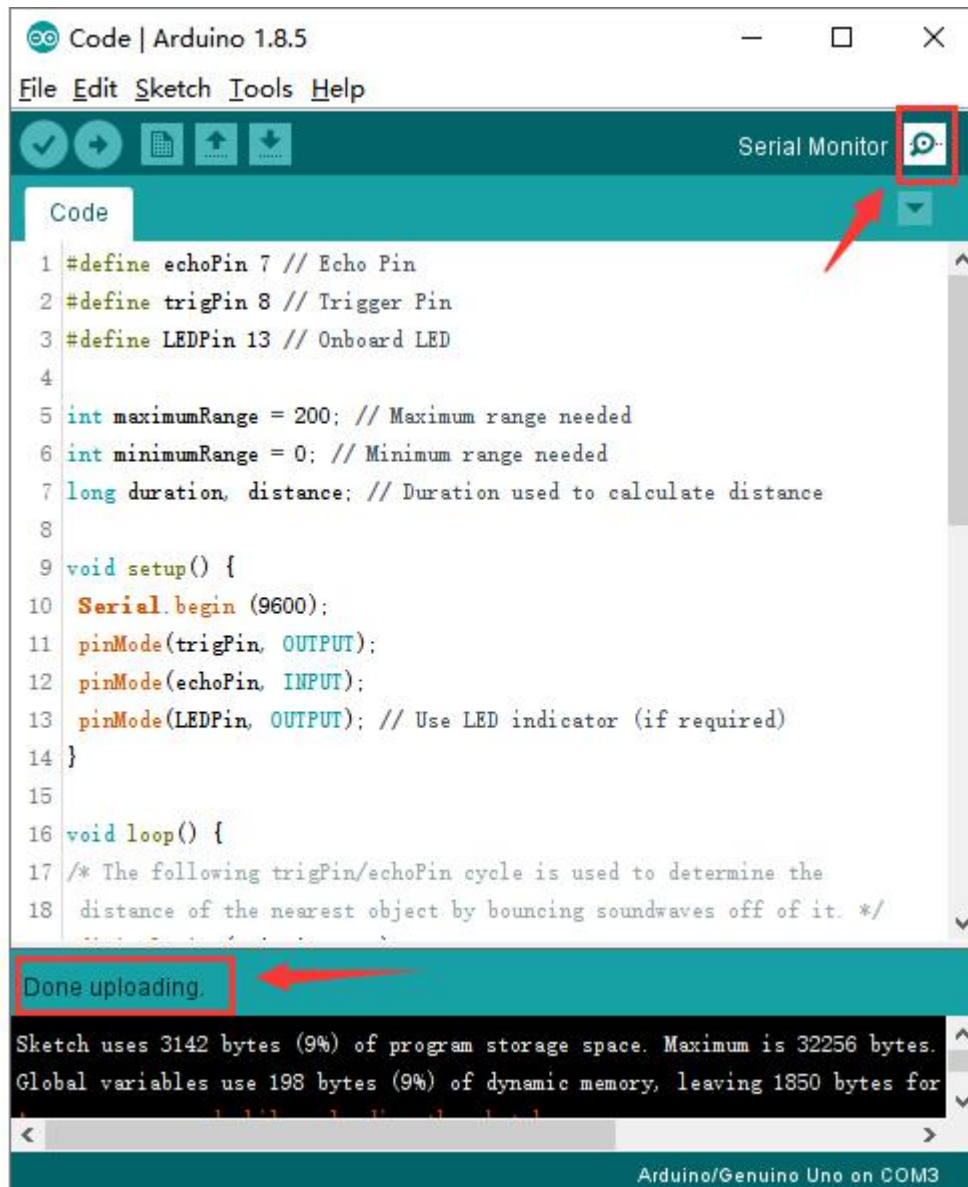 Code | Arduino 1.8.5
File Edit Sketch Tools Help
Serial Monitor
Code
1 #define echoPin 7 // Echo Pin
2 #define trigPin 8 // Trigger Pin
3 #define LEDPin 13 // Onboard LED
4
5 int maximumRange = 200; // Maximum range needed
6 int minimumRange = 0; // Minimum range needed
7 long duration, distance; // Duration used to calculate distance
8
9 void setup() {
10 Serial.begin (9600);
11 pinMode(trigPin, OUTPUT);
12 pinMode(echoPin, INPUT);
13 pinMode(LEDPin, OUTPUT); // Use LED indicator (if required)
14 }
15
16 void loop() {
17 /* The following trigPin/echoPin cycle is used to determine the
18 distance of the nearest object by bouncing soundwaves off of it. */
Done uploading.
Sketch uses 3142 bytes (9%) of program storage space. Maximum is 32256 bytes.
Global variables use 198 bytes (9%) of dynamic memory, leaving 1850 bytes for
Arduino/Genuino Uno on COM3